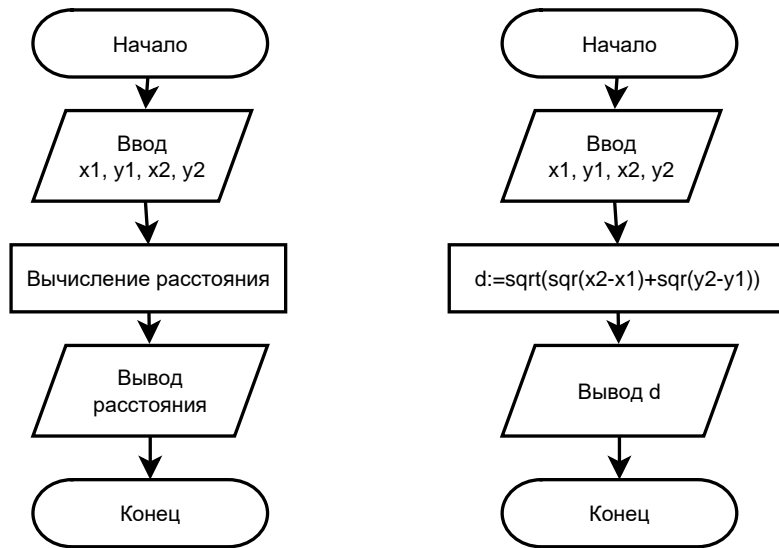 Начало
Ввод
x1, y1, x2, y2
Вычисление расстояния
Вывод
расстояния
Конец
Начало
Ввод
x1, y1, x2, y2
d:=sqrt(sqr(x2-x1)+sqr(y2-y1))
Вывод d
Конец